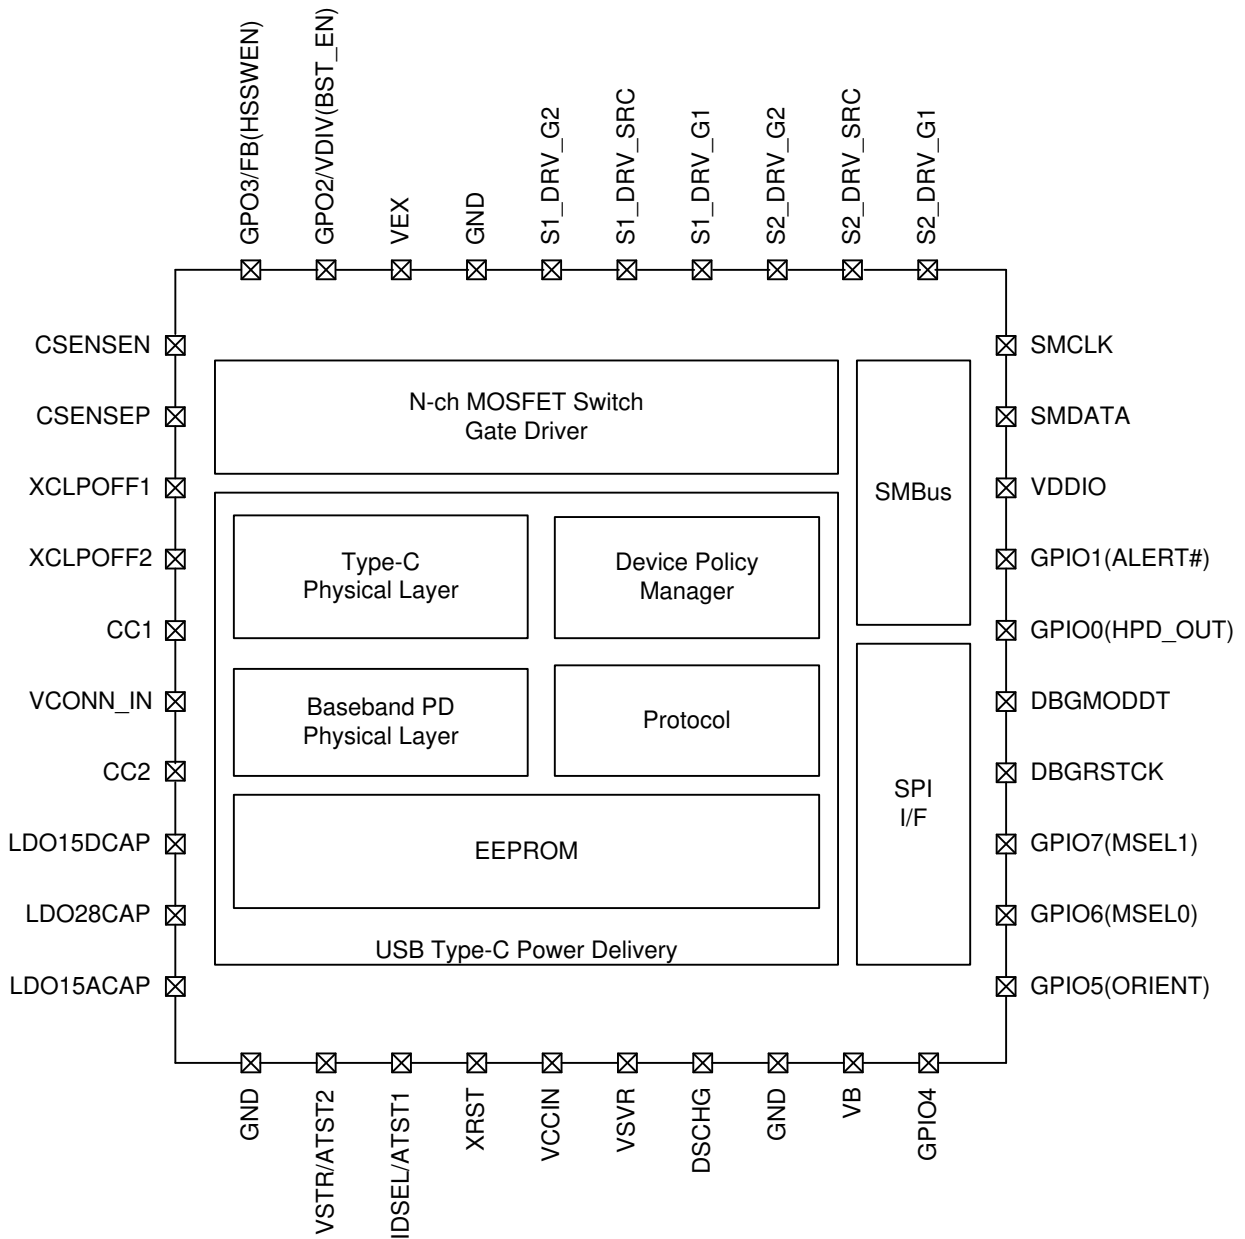 GPO3/FB(HSSWEN)
GPO2/VDIV(BST_EN)
VEX
GND
S1_DRV_G2
S1_DRV_SRC
S1_DRV_G1
S2_DRV_G2
S2_DRV_SRC
S2_DRV_G1
CSENSEN
CSENSEP
XCLPOFF1
XCLPOFF2
CC1
VCONN_IN
CC2
LDO15DCAP
LDO28CAP
LDO15ACAP
N-ch MOSFET Switch
Gate Driver
Type-C
Physical Layer
Device Policy
Manager
Baseband PD
Physical Layer
Protocol
EEPROM
USB Type-C Power Delivery
SMBus
SPI
I/F
SMCLK
SMDATA
VDDIO
GPIO1(ALERT#)
GPIO0(HPD_OUT)
DBGMODDT
DBGRSTCK
GPIO7(MSEL1)
GPIO6(MSEL0)
GPIO5(ORIENT)
GND
VSTR/ATST2
IDSEL/ATST1
XRST
VCCIN
VSVR
DSCHG
GND
VB
GPIO4